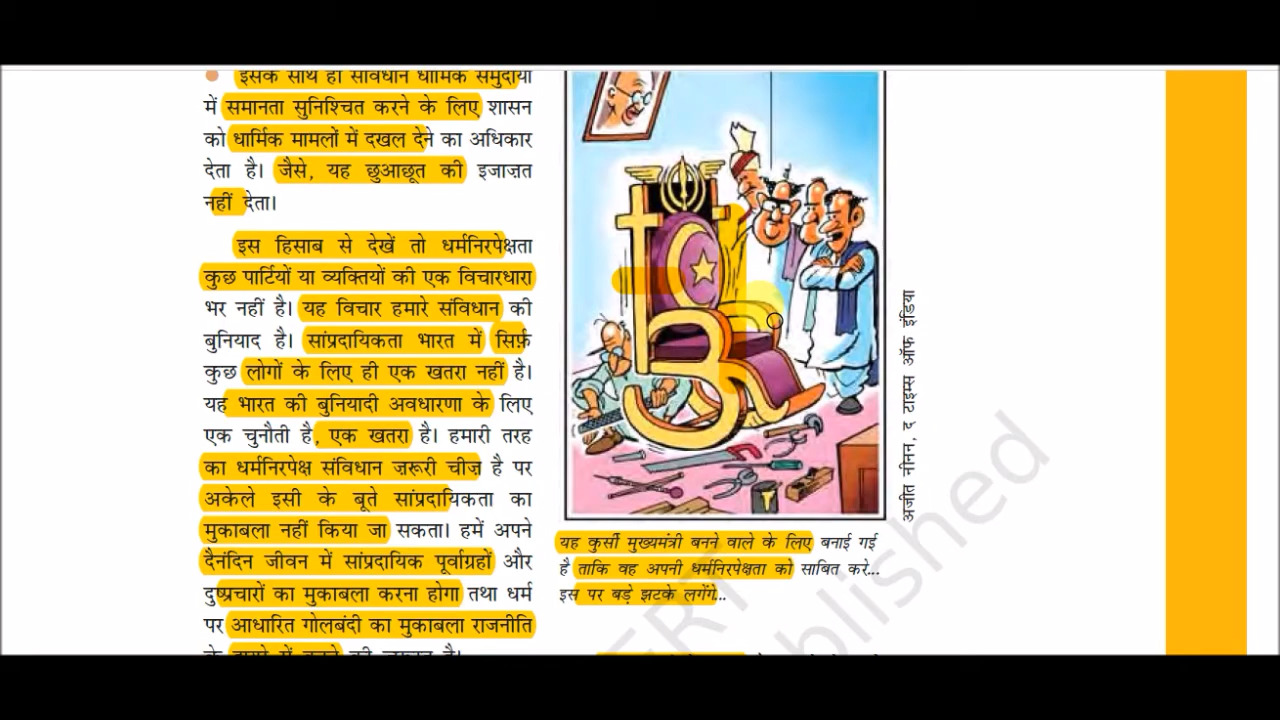 इसके साथ ही संविधान धार्मिक समुदायों
में समानता सुनिश्चित करने के लिए शासन
को धार्मिक मामलों में दखल देने का अधिकार
देता है। जैसे, यह छुआछूत की इजाज़त
नहीं देता।
इस हिसाब से देखें तो धर्मनिरपेक्षता
कुछ पार्टियों या व्यक्तियों की एक विचारधारा
भर नहीं है। यह विचार हमारे संविधान की
बुनियाद है। सांप्रदायिकता भारत में सिर्फ़
कुछ लोगों के लिए ही एक खतरा नहीं है।
यह भारत की बुनियादी अवधारणा के लिए
एक चुनौती है, एक खतरा है। हमारी तरह
का धर्मनिरपेक्ष संविधान ज़रूरी चीज़ है पर
अकेले इसी के बूते सांप्रदायिकता का
मुकाबला नहीं किया जा सकता। हमें अपने
दैनंदिन जीवन में सांप्रदायिक पूर्वाग्रहों और
दुष्प्रचारों का मुकाबला करना होगा तथा धर्म
पर आधारित गोलबंदी का मुकाबला राजनीति
अजीत नीनन, द टाइम्स ऑफ इंडिया
यह कुर्सी मुख्यमंत्री बनने वाले के लिए बनाई गई
है ताकि वह अपनी धर्मनिरपेक्षता को साबित करे...
इस पर बड़े झटके लगेंगे...